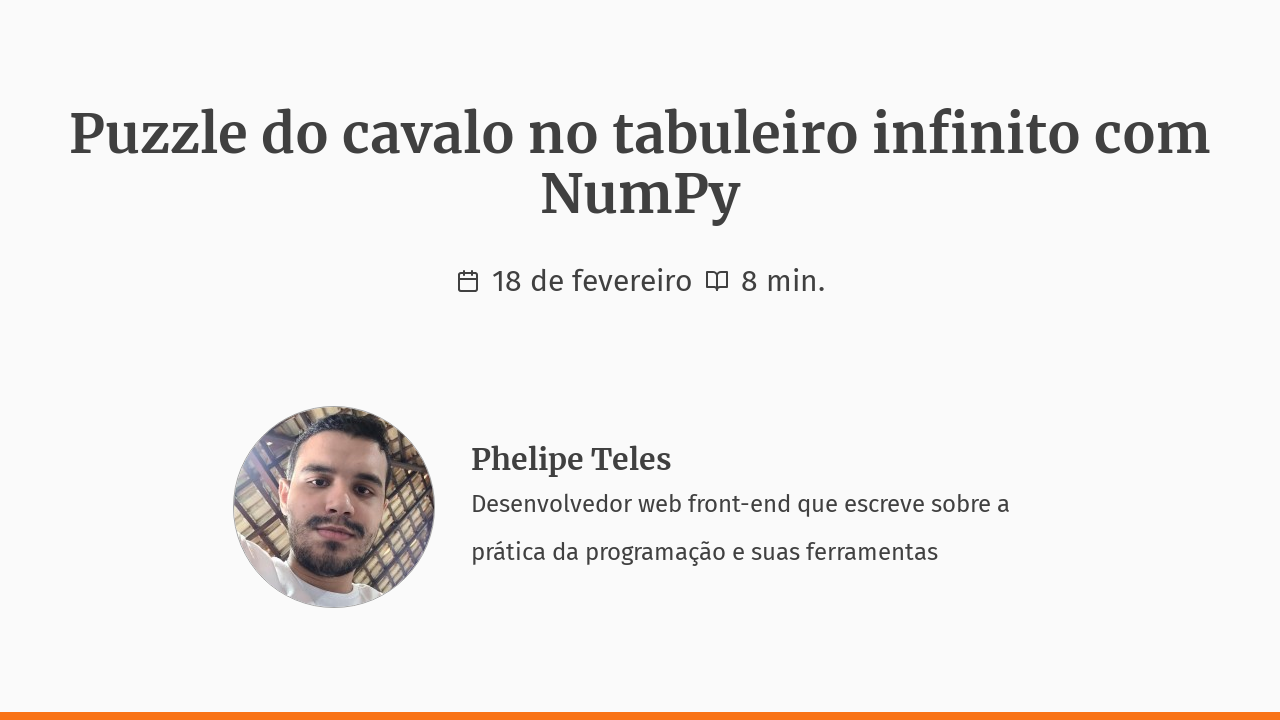 Puzzle do cavalo no tabuleiro infinito com
NumPy
18 de fevereiro 8 min.
Phelipe Teles
Desenvolvedor web front-end que escreve sobre a
prática da programação e suas ferramentas